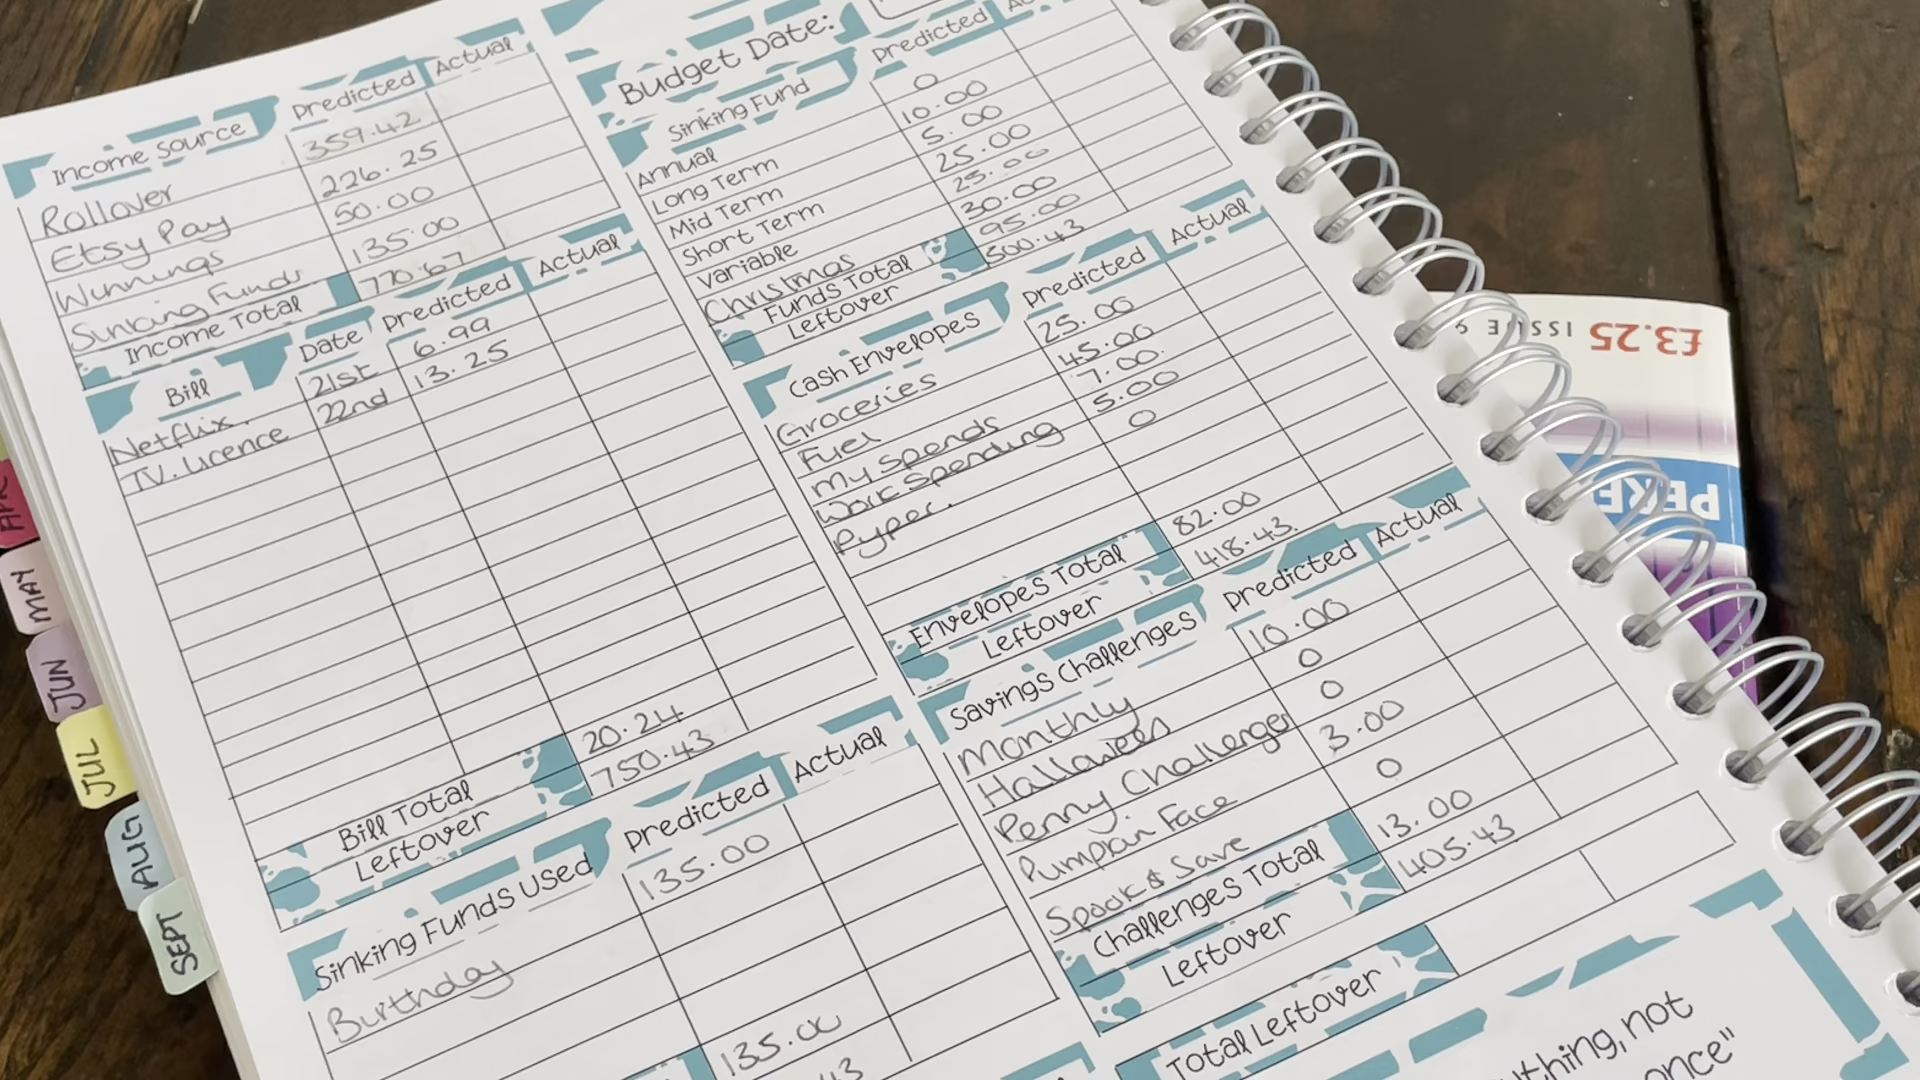 Income Source Predicted Actual
Rollover 359.42
Etsy Pay 226.25
Winnings 50.00
Sinking Funds 135.00
Income Total 770.67
Bill Date Predicted Actual
Netflix. 21st 6.99
TV. Licence 22nd 13.25
Bill Total 20.24
Leftover 750.43
Sinking Funds Used Predicted Actual
Birthday 135.00
135.00
43
Budget Date:
Sinking Fund Predicted
Annual 0
Long Term 10.00
Mid Term 5.00
Short Term 25.00
Variable 25.00
Christmas 30.00
Funds Total 95.00
Leftover 500.43
Cash Envelopes Predicted Actual
Groceries 25.00
Fuel 45.00
My Spends 7.00
Work Spending 5.00
Pyper. 0
Envelopes Total 82.00
Leftover 418.43
Savings Challenges Predicted Actual
Monthly 10.00
Halloween 0
Penny Challenge 0
Pumpkin Face 3.00
Spook & Save 0
Challenges Total 13.00
Leftover 405.43
Total Leftover
not
once"
MAY
JUN
JUL
AUG
SEPT
£3.25 ISSUE